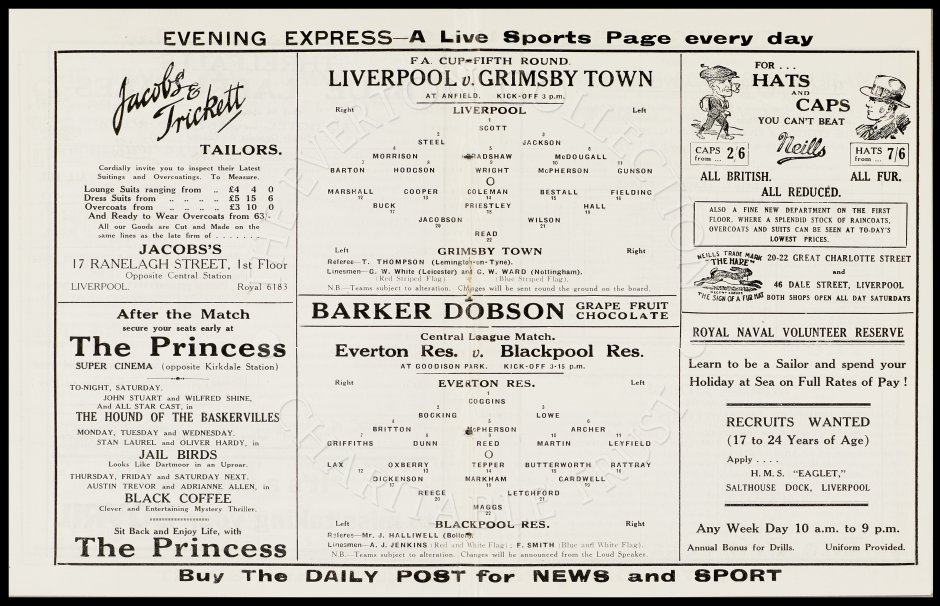 EVENING EXPRESS—A Live Sports Page every day
Jacobs & Trickett
TAILORS.
Cordially invite you to inspect their Latest
Suitings and Overcoatings. To Measure.
Lounge Suits ranging from .. £4 4 0
Dress Suits from .. .. .. £5 15 6
Overcoats from .. .. .. £3 10 0
And Ready to Wear Overcoats from 63/-
All our Goods are Cut and Made on the
same lines as the late firm of . . . . . . .
JACOBS'S
17 RANELAGH STREET, 1st Floor
Opposite Central Station
LIVERPOOL. Royal 6183
After the Match
secure your seats early at
The Princess
SUPER CINEMA (opposite Kirkdale Station)
TO-NIGHT, SATURDAY.
JOHN STUART and WILFRED SHINE,
And ALL STAR CAST, in
THE HOUND OF THE BASKERVILLES
MONDAY, TUESDAY and WEDNESDAY.
STAN LAUREL and OLIVER HARDY, in
JAIL BIRDS
Looks Like Dartmoor in an Uproar.
THURSDAY, FRIDAY and SATURDAY NEXT.
AUSTIN TREVOR and ADRIANNE ALLEN, in
BLACK COFFEE
Clever and Entertaining Mystery Thriller.
Sit Back and Enjoy Life, with
The Princess
F.A. CUP—FIFTH ROUND.
LIVERPOOL v. GRIMSBY TOWN
AT ANFIELD. KICK-OFF 3 p.m.
Right LIVERPOOL Left
1
SCOTT
2 3
STEEL JACKSON
4 5 6
MORRISON BRADSHAW McDOUGALL
7 8 9 10 11
BARTON HODGSON WRIGHT McPHERSON GUNSON
O
MARSHALL COOPER COLEMAN BESTALL FIELDING
12 13 14 15 16
BUCK PRIESTLEY HALL
17 18 19
JACOBSON WILSON
20 21
READ
22
Left GRIMSBY TOWN Right
Referee—T. THOMPSON (Lemington-on-Tyne).
Linesmen—G. W. White (Leicester) and C. W. WARD (Nottingham).
(Red Striped Flag) (Blue Striped Flag).
N.B.—Teams subject to alteration. Changes will be sent round the ground on the board.
BARKER DOBSON GRAPE FRUIT
CHOCOLATE
Central League Match.
Everton Res. v. Blackpool Res.
AT GOODISON PARK. KICK-OFF 3-15 p.m.
Right EVERTON RES. Left
1
COGGINS
2 3
BOCKING LOWE
4 5 6
BRITTON McPHERSON ARCHER
7 8 9 10 11
GRIFFITHS DUNN REED MARTIN LEYFIELD
O
LAX OXBERRY TEPPER BUTTERWORTH RATTRAY
12 13 14 15 16
DICKENSON MARKHAM CARDWELL
17 18 19
REECE LETCHFORD
20 21
MAGGS
22
Left BLACKPOOL RES. Right
Referee—Mr. J. HALLIWELL (Bolton).
Linesmen—A. J. JENKINS (Red and White Flag); F. SMITH (Blue and White Flag).
N.B.—Teams subject to alteration. Changes will be announced from the Loud Speaker.
FOR . . .
HATS
AND
CAPS
YOU CAN'T BEAT
Neills
CAPS from ... 2/6
HATS from ... 7/6
ALL BRITISH. ALL FUR.
ALL REDUCED.
ALSO A FINE NEW DEPARTMENT ON THE FIRST
FLOOR, WHERE A SPLENDID STOCK OF RAINCOATS,
OVERCOATS AND SUITS CAN BE SEEN AT TO-DAY'S
LOWEST PRICES.
NEILLS TRADE MARK
"THE HARE"
THE SIGN OF A FUR HAT
20-22 GREAT CHARLOTTE STREET
and
46 DALE STREET, LIVERPOOL
BOTH SHOPS OPEN ALL DAY SATURDAYS
ROYAL NAVAL VOLUNTEER RESERVE
Learn to be a Sailor and spend your
Holiday at Sea on Full Rates of Pay !
RECRUITS WANTED
(17 to 24 Years of Age)
Apply . . . .
H.M.S. "EAGLET,"
SALTHOUSE DOCK, LIVERPOOL
Any Week Day 10 a.m. to 9 p.m.
Annual Bonus for Drills. Uniform Provided.
Buy The DAILY POST for NEWS and SPORT
THE EVERTON COLLECTION
CHARITABLE TRUST